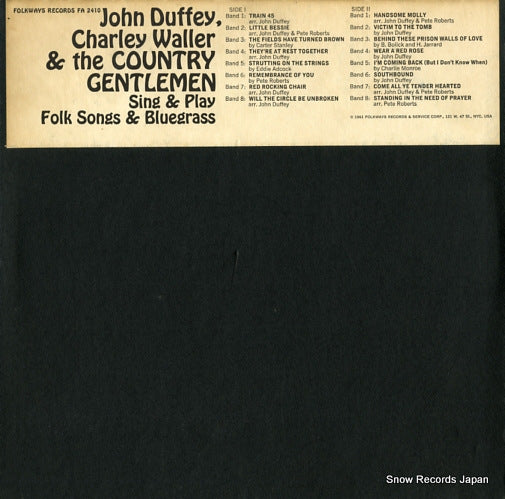 FOLKWAYS RECORDS FA 2410
John Duffey,
Charley Waller
& the COUNTRY
GENTLEMEN
Sing & Play
Folk Songs & Bluegrass
SIDE I
Band 1: TRAIN 45
arr. John Duffey
Band 2: LITTLE BESSIE
arr. John Duffey & Pete Roberts
Band 3: THE FIELDS HAVE TURNED BROWN
by Carter Stanley
Band 4: THEY'RE AT REST TOGETHER
arr. John Duffey
Band 5: STRUTTING ON THE STRINGS
by Eddie Adcock
Band 6: REMEMBRANCE OF YOU
by Pete Roberts
Band 7: RED ROCKING CHAIR
arr. John Duffey
Band 8: WILL THE CIRCLE BE UNBROKEN
arr. John Duffey
SIDE II
Band 1: HANDSOME MOLLY
arr. John Duffey & Pete Roberts
Band 2: VICTIM TO THE TOMB
by John Duffey
Band 3: BEHIND THESE PRISON WALLS OF LOVE
by B. Bolick and H. Jarrard
Band 4: WEAR A RED ROSE
by John Duffey
Band 5: I'M COMING BACK (But I Don't Know When)
by Charlie Monroe
Band 6: SOUTHBOUND
by John Duffey
Band 7: COME ALL YE TENDER HEARTED
arr. John Duffey & Pete Roberts
Band 8: STANDING IN THE NEED OF PRAYER
arr. Pete Roberts
© 1961 FOLKWAYS RECORDS & SERVICE CORP., 121 W. 47 St., NYC, USA
Snow Records Japan